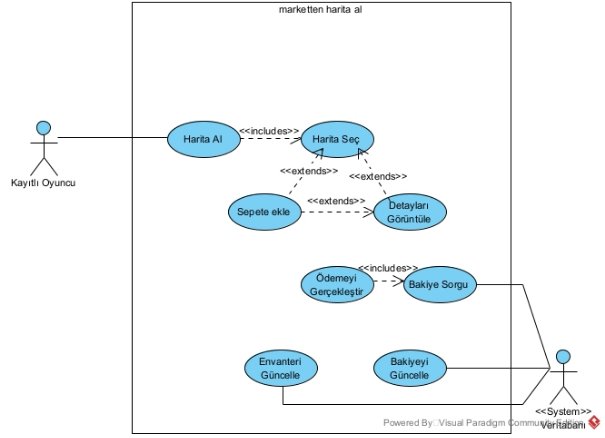 marketten harita al
<<includes>>
Harita Al
Harita Seç
Kayıtlı Oyuncu
<<extends>>
<<extends>>
<<extends>>
Sepete ekle
Detayları
Görüntüle
<<includes>>
Ödemeyi
Gerçekleştir
Bakiye Sorgu
Envanteri
Güncelle
Bakiyeyi
Güncelle
<<System>>
Veritabanı
Powered By Visual Paradigm Community Edition